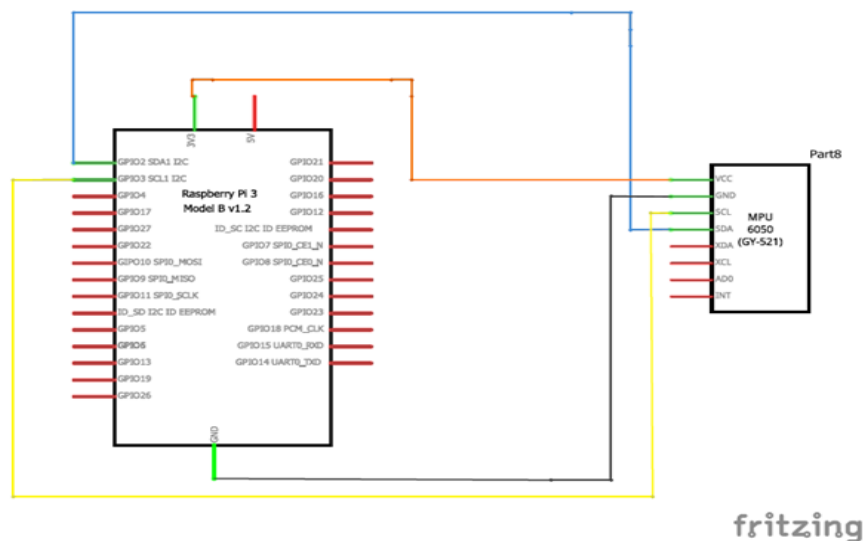 3V3
5V
GPIO2 SDA1 I2C
GPIO3 SCL1 I2C
GPIO4
GPIO17
GPIO27
GPIO22
GIPO10 SPI0_MOSI
GPIO9 SPI0_MISO
GPIO11 SPI0_SCLK
ID_SD I2C ID EEPROM
GPIO5
GPIO6
GPIO13
GPIO19
GPIO26
Raspberry Pi 3
Model B v1.2
GPIO21
GPIO20
GPIO16
GPIO12
ID_SC I2C ID EEPROM
GPIO7 SPI0_CE1_N
GPIO8 SPI0_CE0_N
GPIO25
GPIO24
GPIO23
GPIO18 PCM_CLK
GPIO15 UART0_RXD
GPIO14 UART0_TXD
GND
Part8
VCC
GND
SCL
SDA
XDA
XCL
AD0
INT
MPU
6050
(GY-521)
fritzing